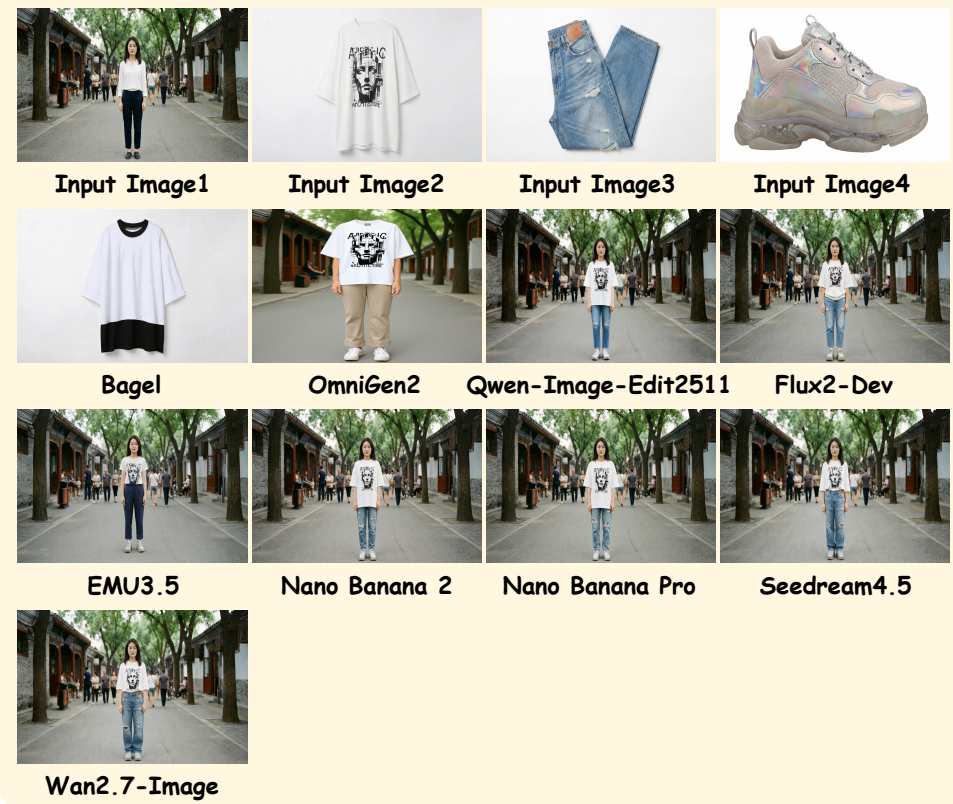 Input Image1
Input Image2
Input Image3
Input Image4
Bagel
OmniGen2
Qwen-Image-Edit2511
Flux2-Dev
EMU3.5
Nano Banana 2
Nano Banana Pro
Seedream4.5
Wan2.7-Image